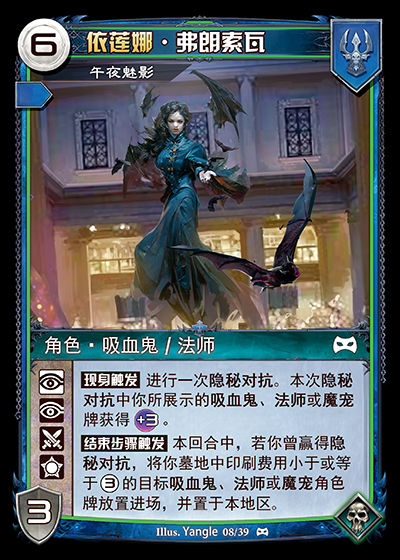 6
依莲娜·弗朗索瓦
午夜魅影
角色·吸血鬼/法师
现身触发 进行一次隐秘对抗。本次隐秘
对抗中你所展示的吸血鬼、法师或魔宠
牌获得 +3。
结束步骤触发 本回合中，若你曾赢得隐
秘对抗，将你墓地中印刷费用小于或等
于③的目标吸血鬼、法师或魔宠角色
牌放置进场，并置于本地区。
3
Illus. Yangle 08/39